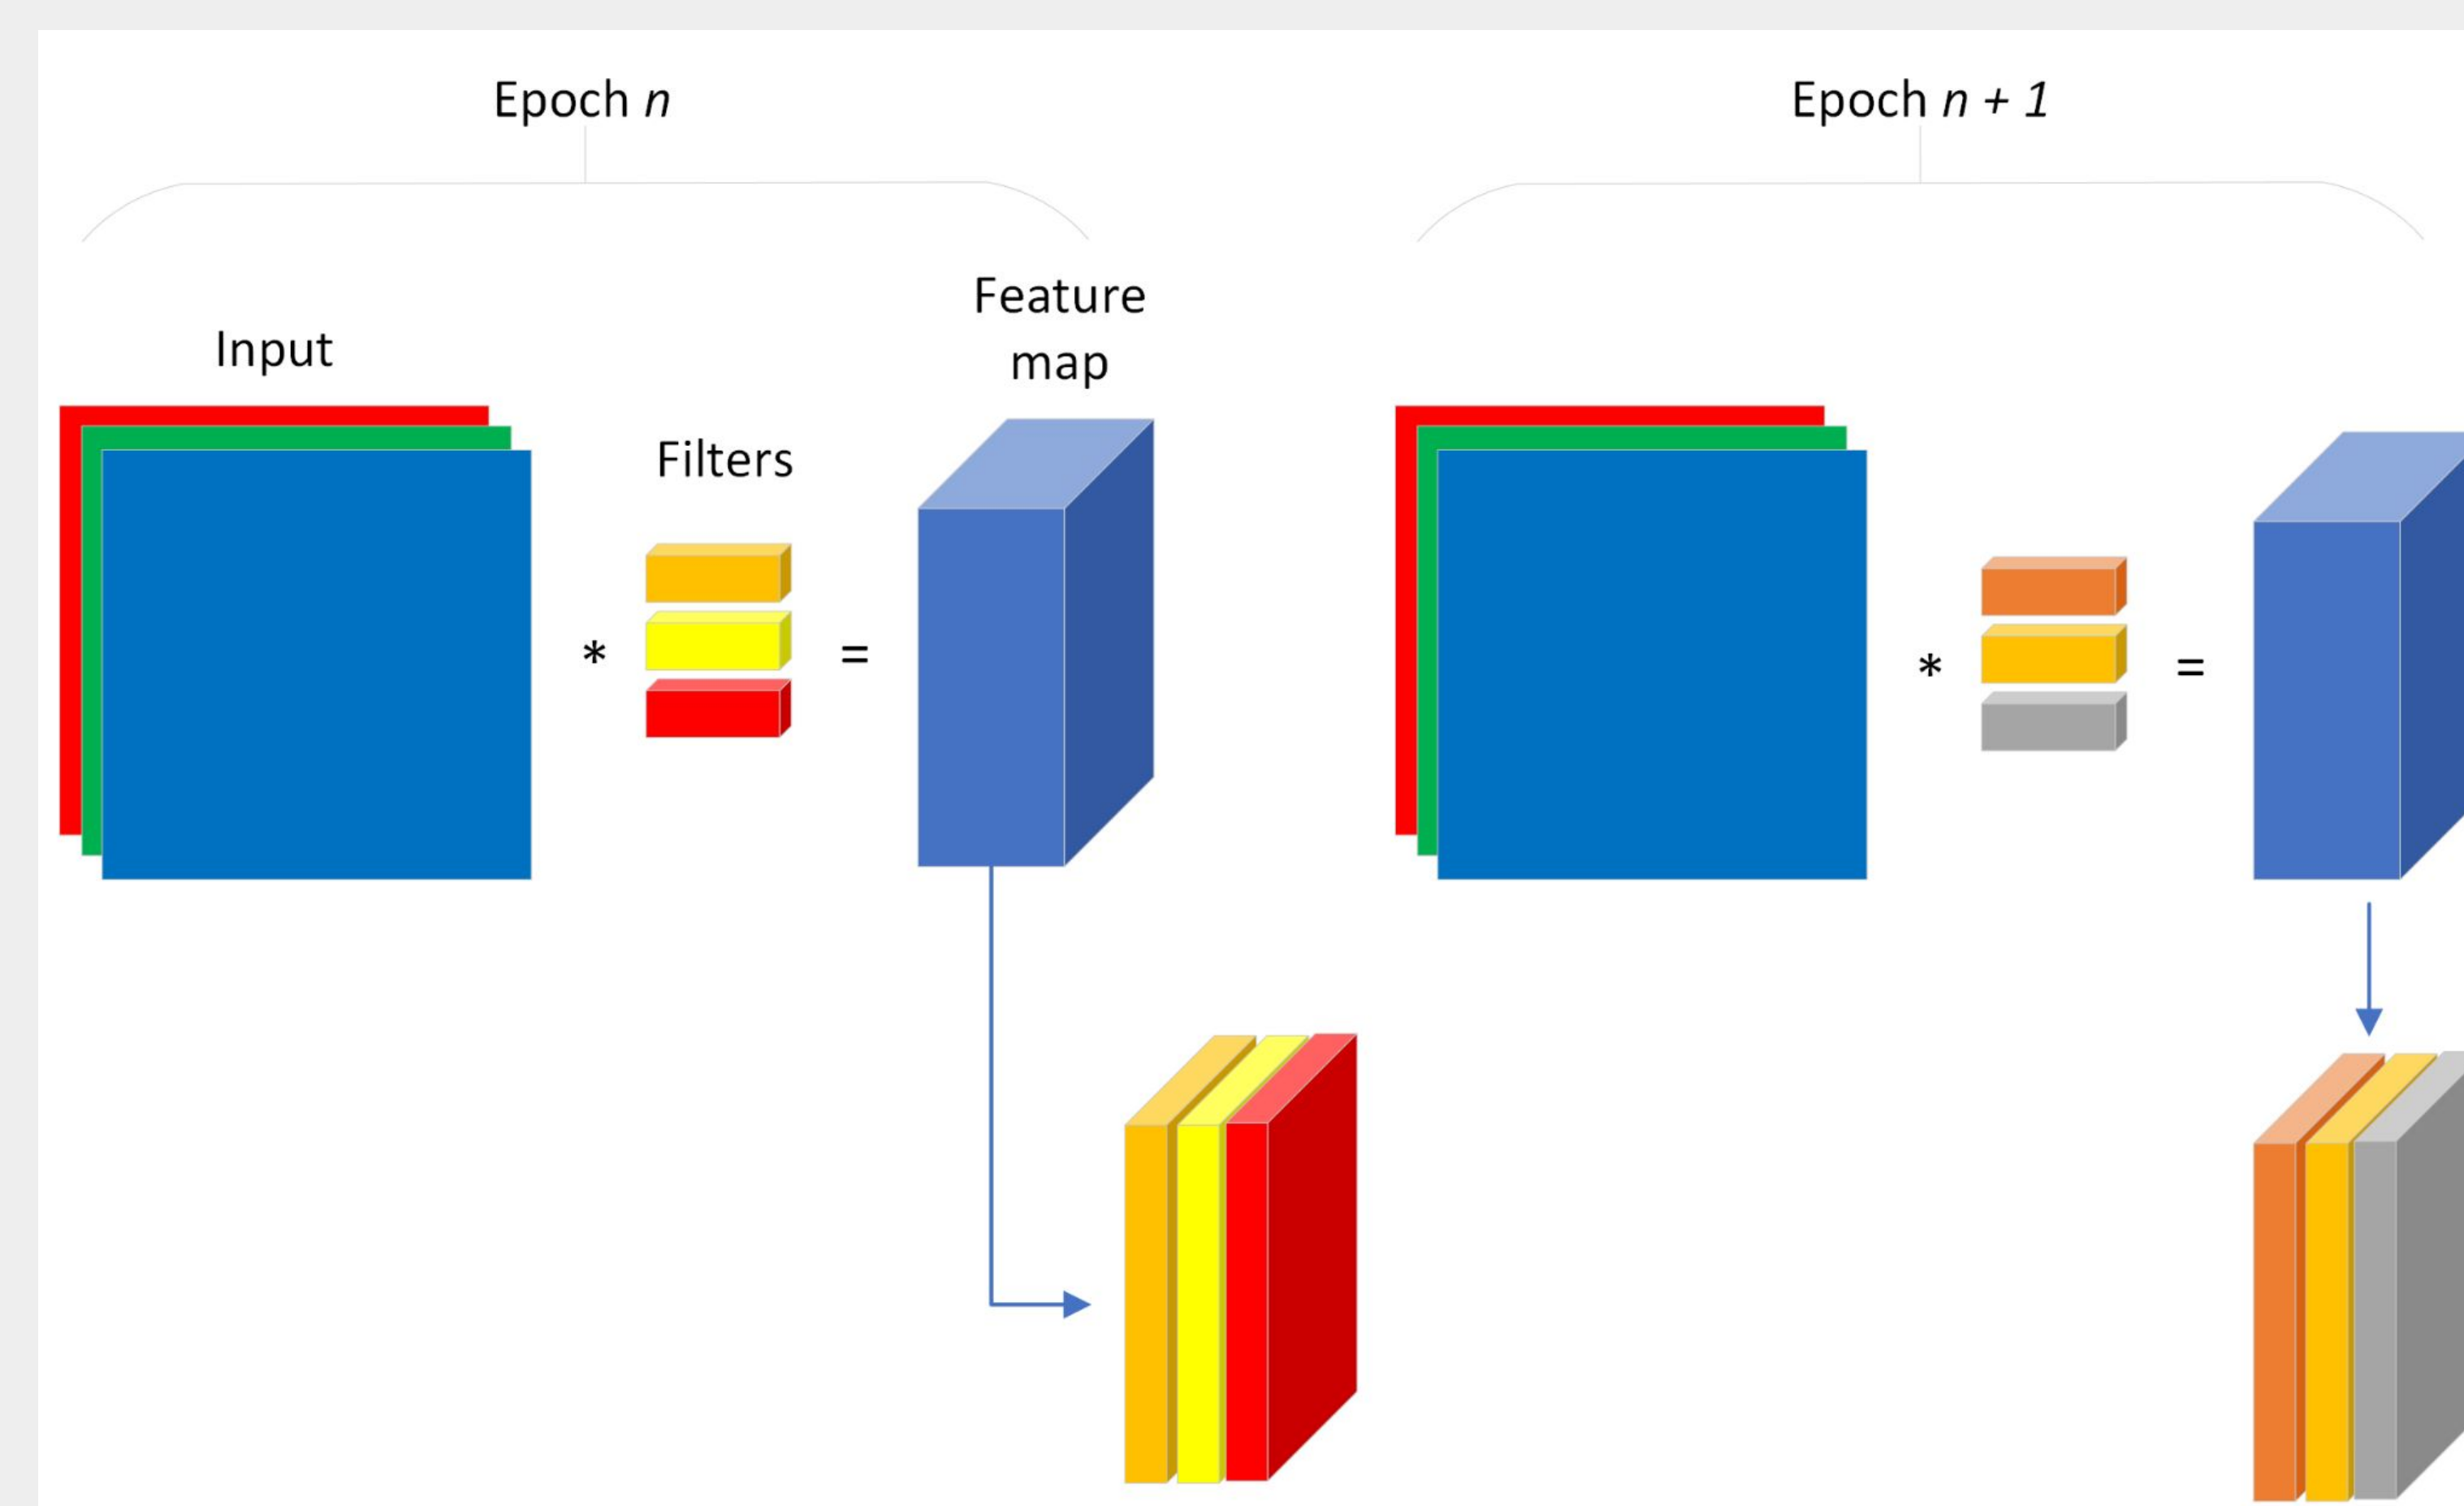 Epoch n
Epoch n + 1
Input
Feature
map
Filters
* =
* =